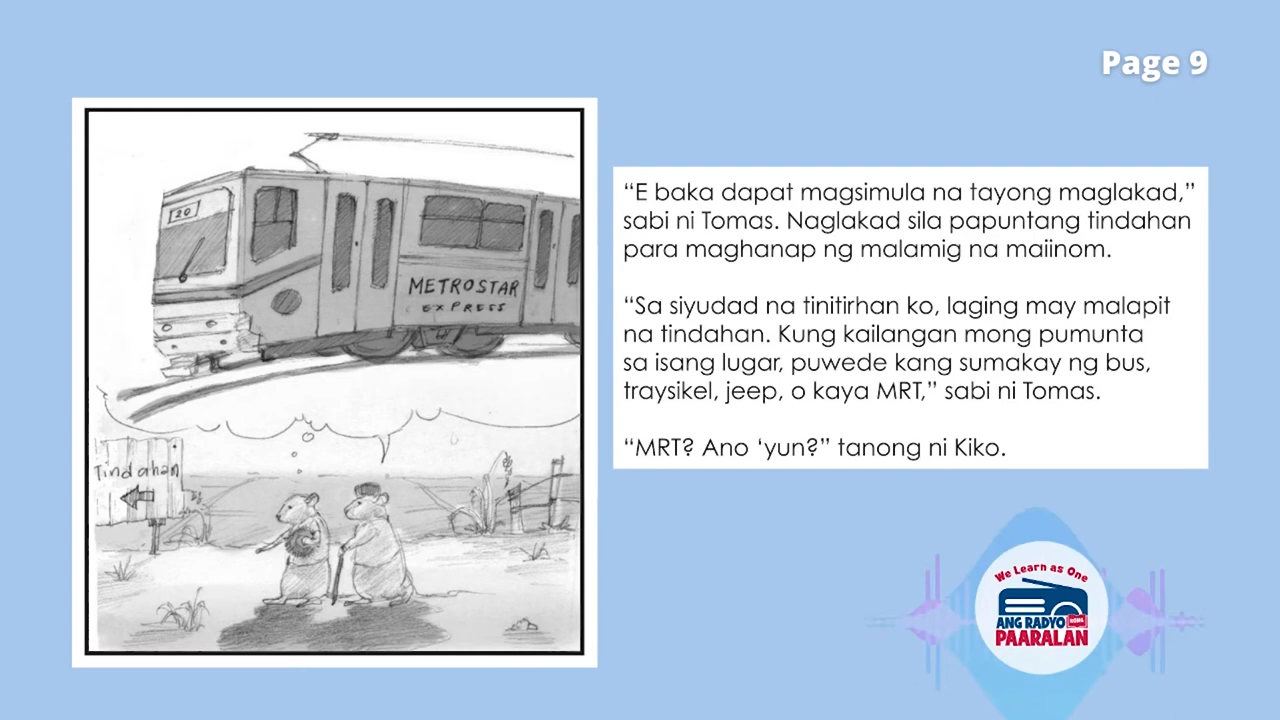 Page 9
20
METROSTAR
EXPRESS
Tindahan
“E baka dapat magsimula na tayong maglakad,”
sabi ni Tomas. Naglakad sila papuntang tindahan
para maghanap ng malamig na maiinom.
“Sa siyudad na tinitirhan ko, laging may malapit
na tindahan. Kung kailangan mong pumunta
sa isang lugar, puwede kang sumakay ng bus,
traysikel, jeep, o kaya MRT,” sabi ni Tomas.
“MRT? Ano ‘yun?” tanong ni Kiko.
We Learn as One
ANG RADYO KONG
PAARALAN